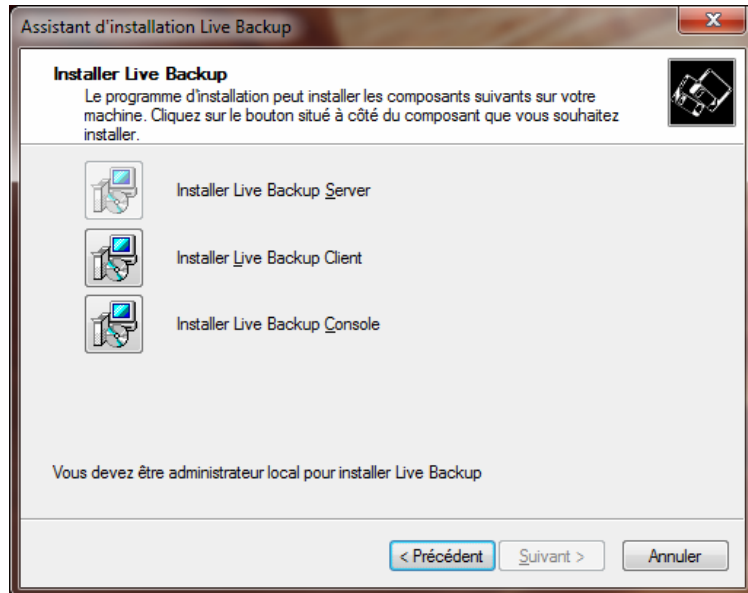 Assistant d'installation Live Backup
Installer Live Backup
Le programme d'installation peut installer les composants suivants sur votre
machine. Cliquez sur le bouton situé à côté du composant que vous souhaitez
installer.
Installer Live Backup Server
Installer Live Backup Client
Installer Live Backup Console
Vous devez être administrateur local pour installer Live Backup
< Précédent
Suivant >
Annuler